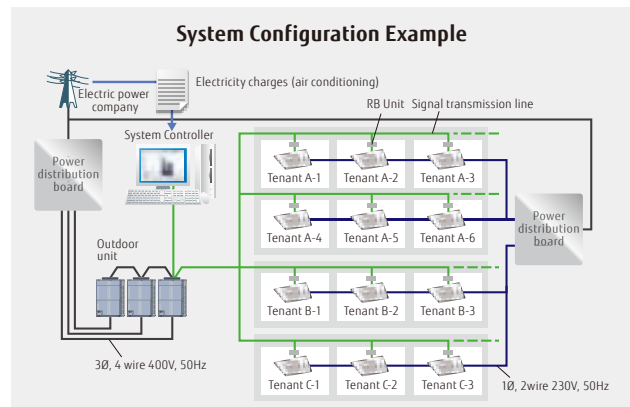 System Configuration Example
Electric power
company
Electricity charges (air conditioning)
RB Unit
Signal transmission line
System Controller
Power
distribution
board
Tenant A-1
Tenant A-2
Tenant A-3
Tenant A-4
Tenant A-5
Tenant A-6
Power
distribution
board
Outdoor
unit
Tenant B-1
Tenant B-2
Tenant B-3
3Ø, 4 wire 400V, 50Hz
Tenant C-1
Tenant C-2
Tenant C-3
1Ø, 2wire 230V, 50Hz